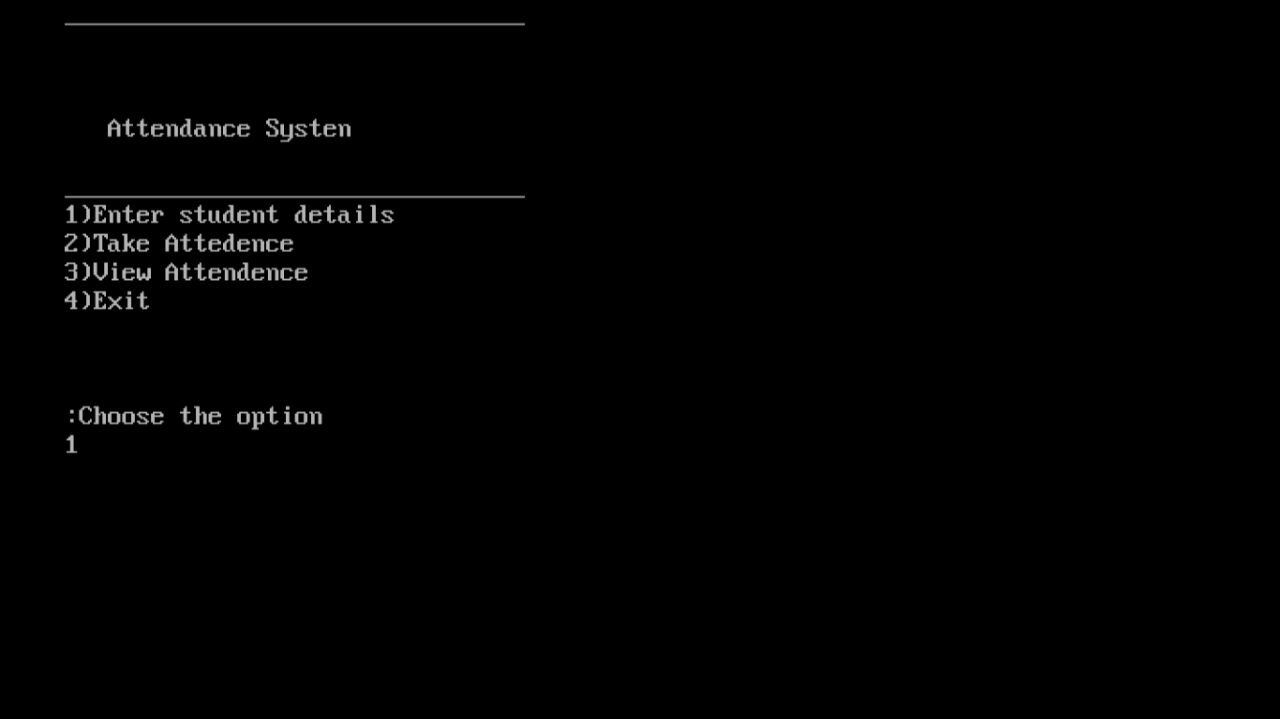 Attendance Systen
1)Enter student details
2)Take Attedence
3)View Attendence
4)Exit
:Choose the option
1